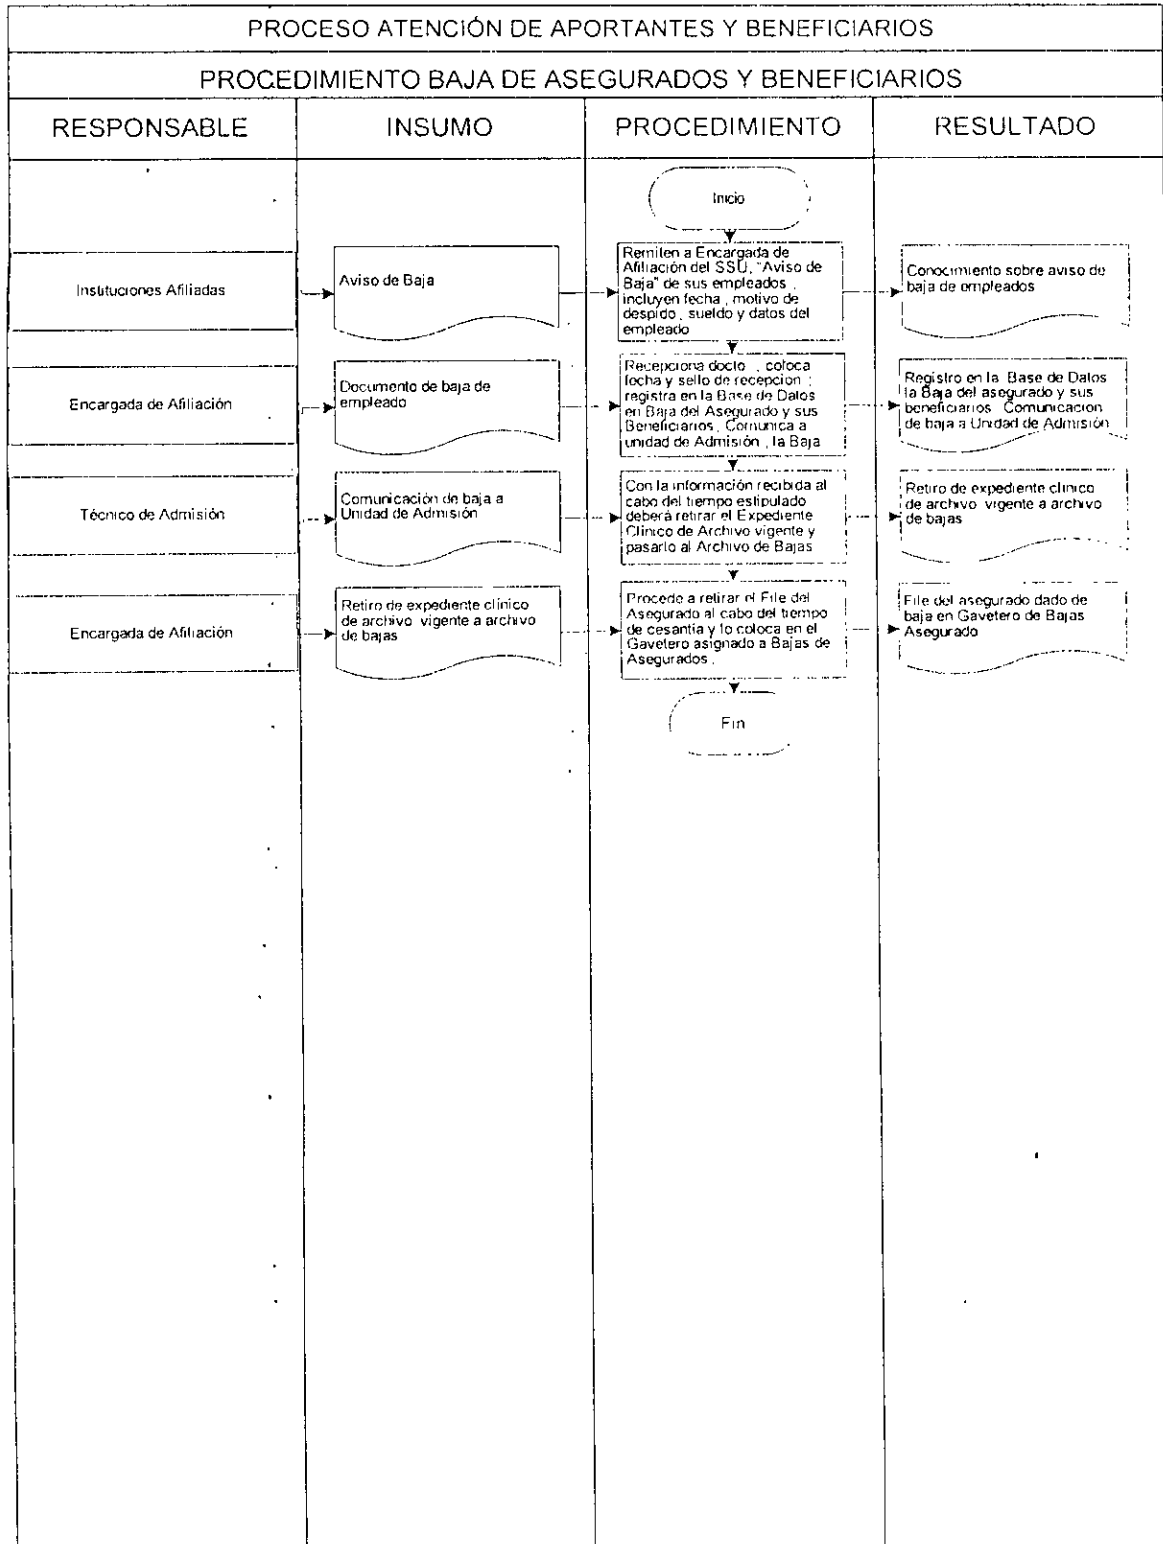 PROCESO ATENCIÓN DE APORTANTES Y BENEFICIARIOS
PROCEDIMIENTO BAJA DE ASEGURADOS Y BENEFICIARIOS
RESPONSABLE
INSUMO
PROCEDIMIENTO
RESULTADO
Inicio
Instituciones Afiliadas
Aviso de Baja
Remiten a Encargada de
Afiliación del SSU, "Aviso de
Baja" de sus empleados ,
incluyen fecha , motivo de
despido , sueldo y datos del
empleado
Conocimiento sobre aviso de
baja de empleados
Encargada de Afiliación
Documento de baja de
empleado
Recepciona docto , coloca
fecha y sello de recepcion ;
registra en la Base de Datos
en Baja del Asegurado y sus
Beneficiarios, Comunica a
unidad de Admisión , la Baja
Registro en la Base de Datos
la Baja del asegurado y sus
beneficiarios Comunicacion
de baja a Unidad de Admisión
Técnico de Admisión
Comunicación de baja a
Unidad de Admisión
Con la información recibida al
cabo del tiempo estipulado
deberá retirar el Expediente
Clínico de Archivo vigente y
pasarlo al Archivo de Bajas
Retiro de expediente clinico
de archivo vigente a archivo
de bajas
Encargada de Afiliación
Retiro de expediente clínico
de archivo vigente a archivo
de bajas
Procede a retirar el File del
Asegurado al cabo del tiempo
de cesantía y lo coloca en el
Gavetero asignado a Bajas de
Asegurados .
File del asegurado dado de
baja en Gavetero de Bajas
Asegurado
Fin